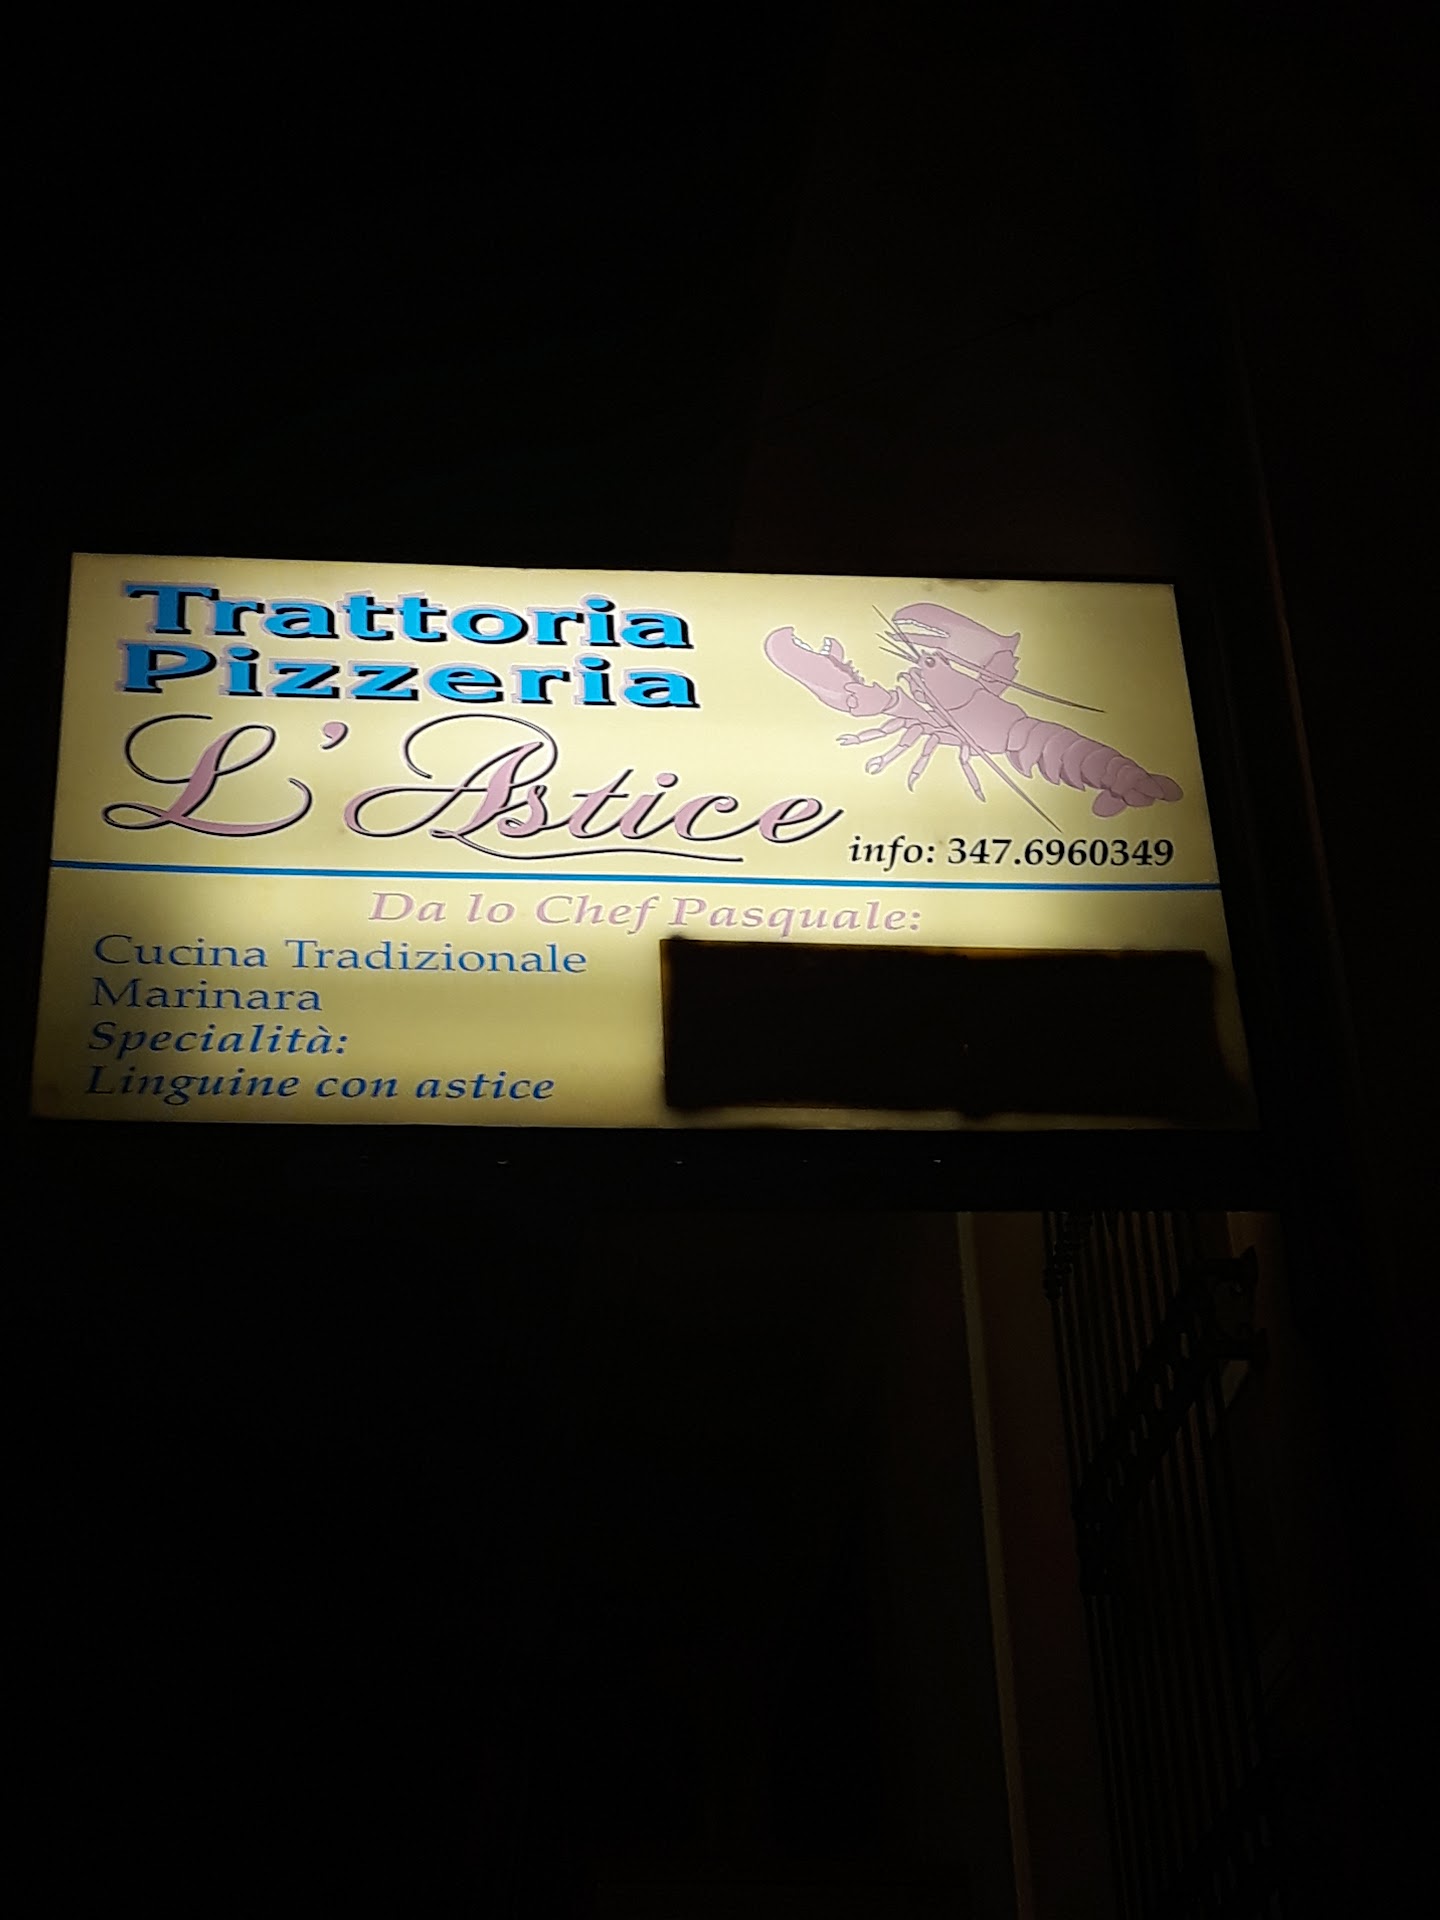 Trattoria
Pizzeria
L'Astice
info: 347.6960349
Da lo Chef Pasquale:
Cucina Tradizionale
Marinara
Specialità:
Linguine con astice